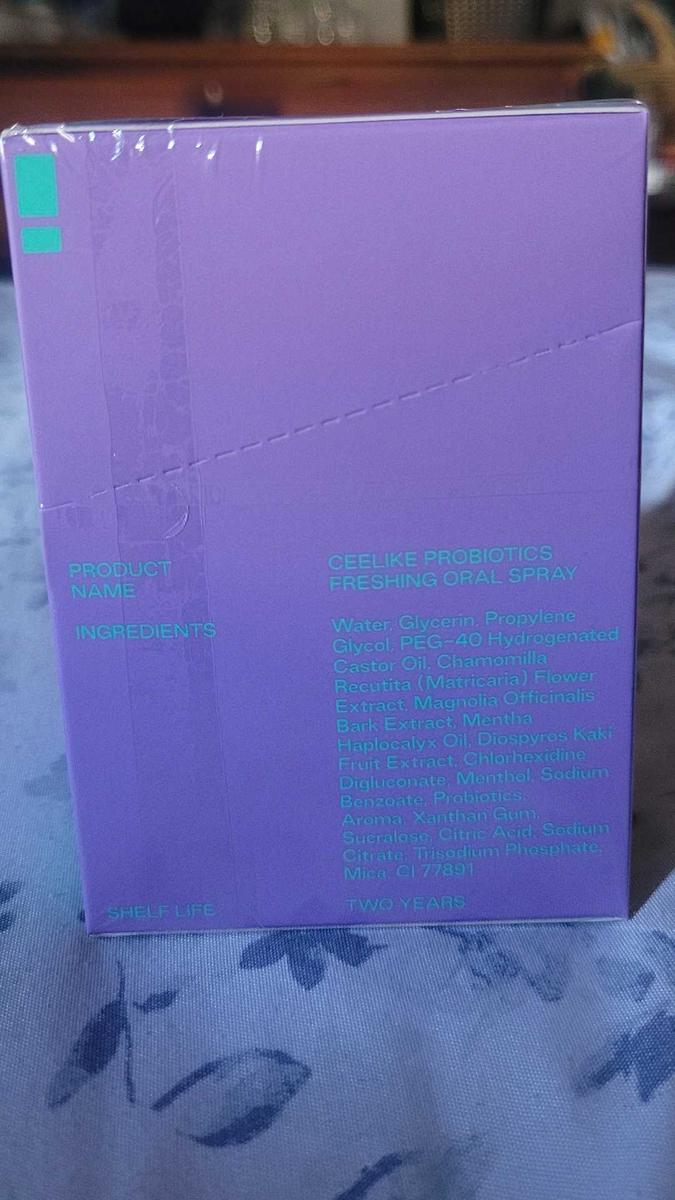 PRODUCT
NAME
CEELIKE PROBIOTICS
FRESHING ORAL SPRAY
INGREDIENTS
Water, Glycerin, Propylene
Glycol, PEG-40 Hydrogenated
Castor Oil, Chamomilla
Recutita (Matricaria) Flower
Extract, Magnolia Officinalis
Bark Extract, Mentha
Haplocalyx Oil, Diospyros Kaki
Fruit Extract, Chlorhexidine
Digluconate, Menthol, Sodium
Benzoate, Probiotics,
Aroma, Xanthan Gum,
Sucralose, Citric Acid, Sodium
Citrate, Trisodium Phosphate,
Mica, CI 77891
SHELF LIFE
TWO YEARS